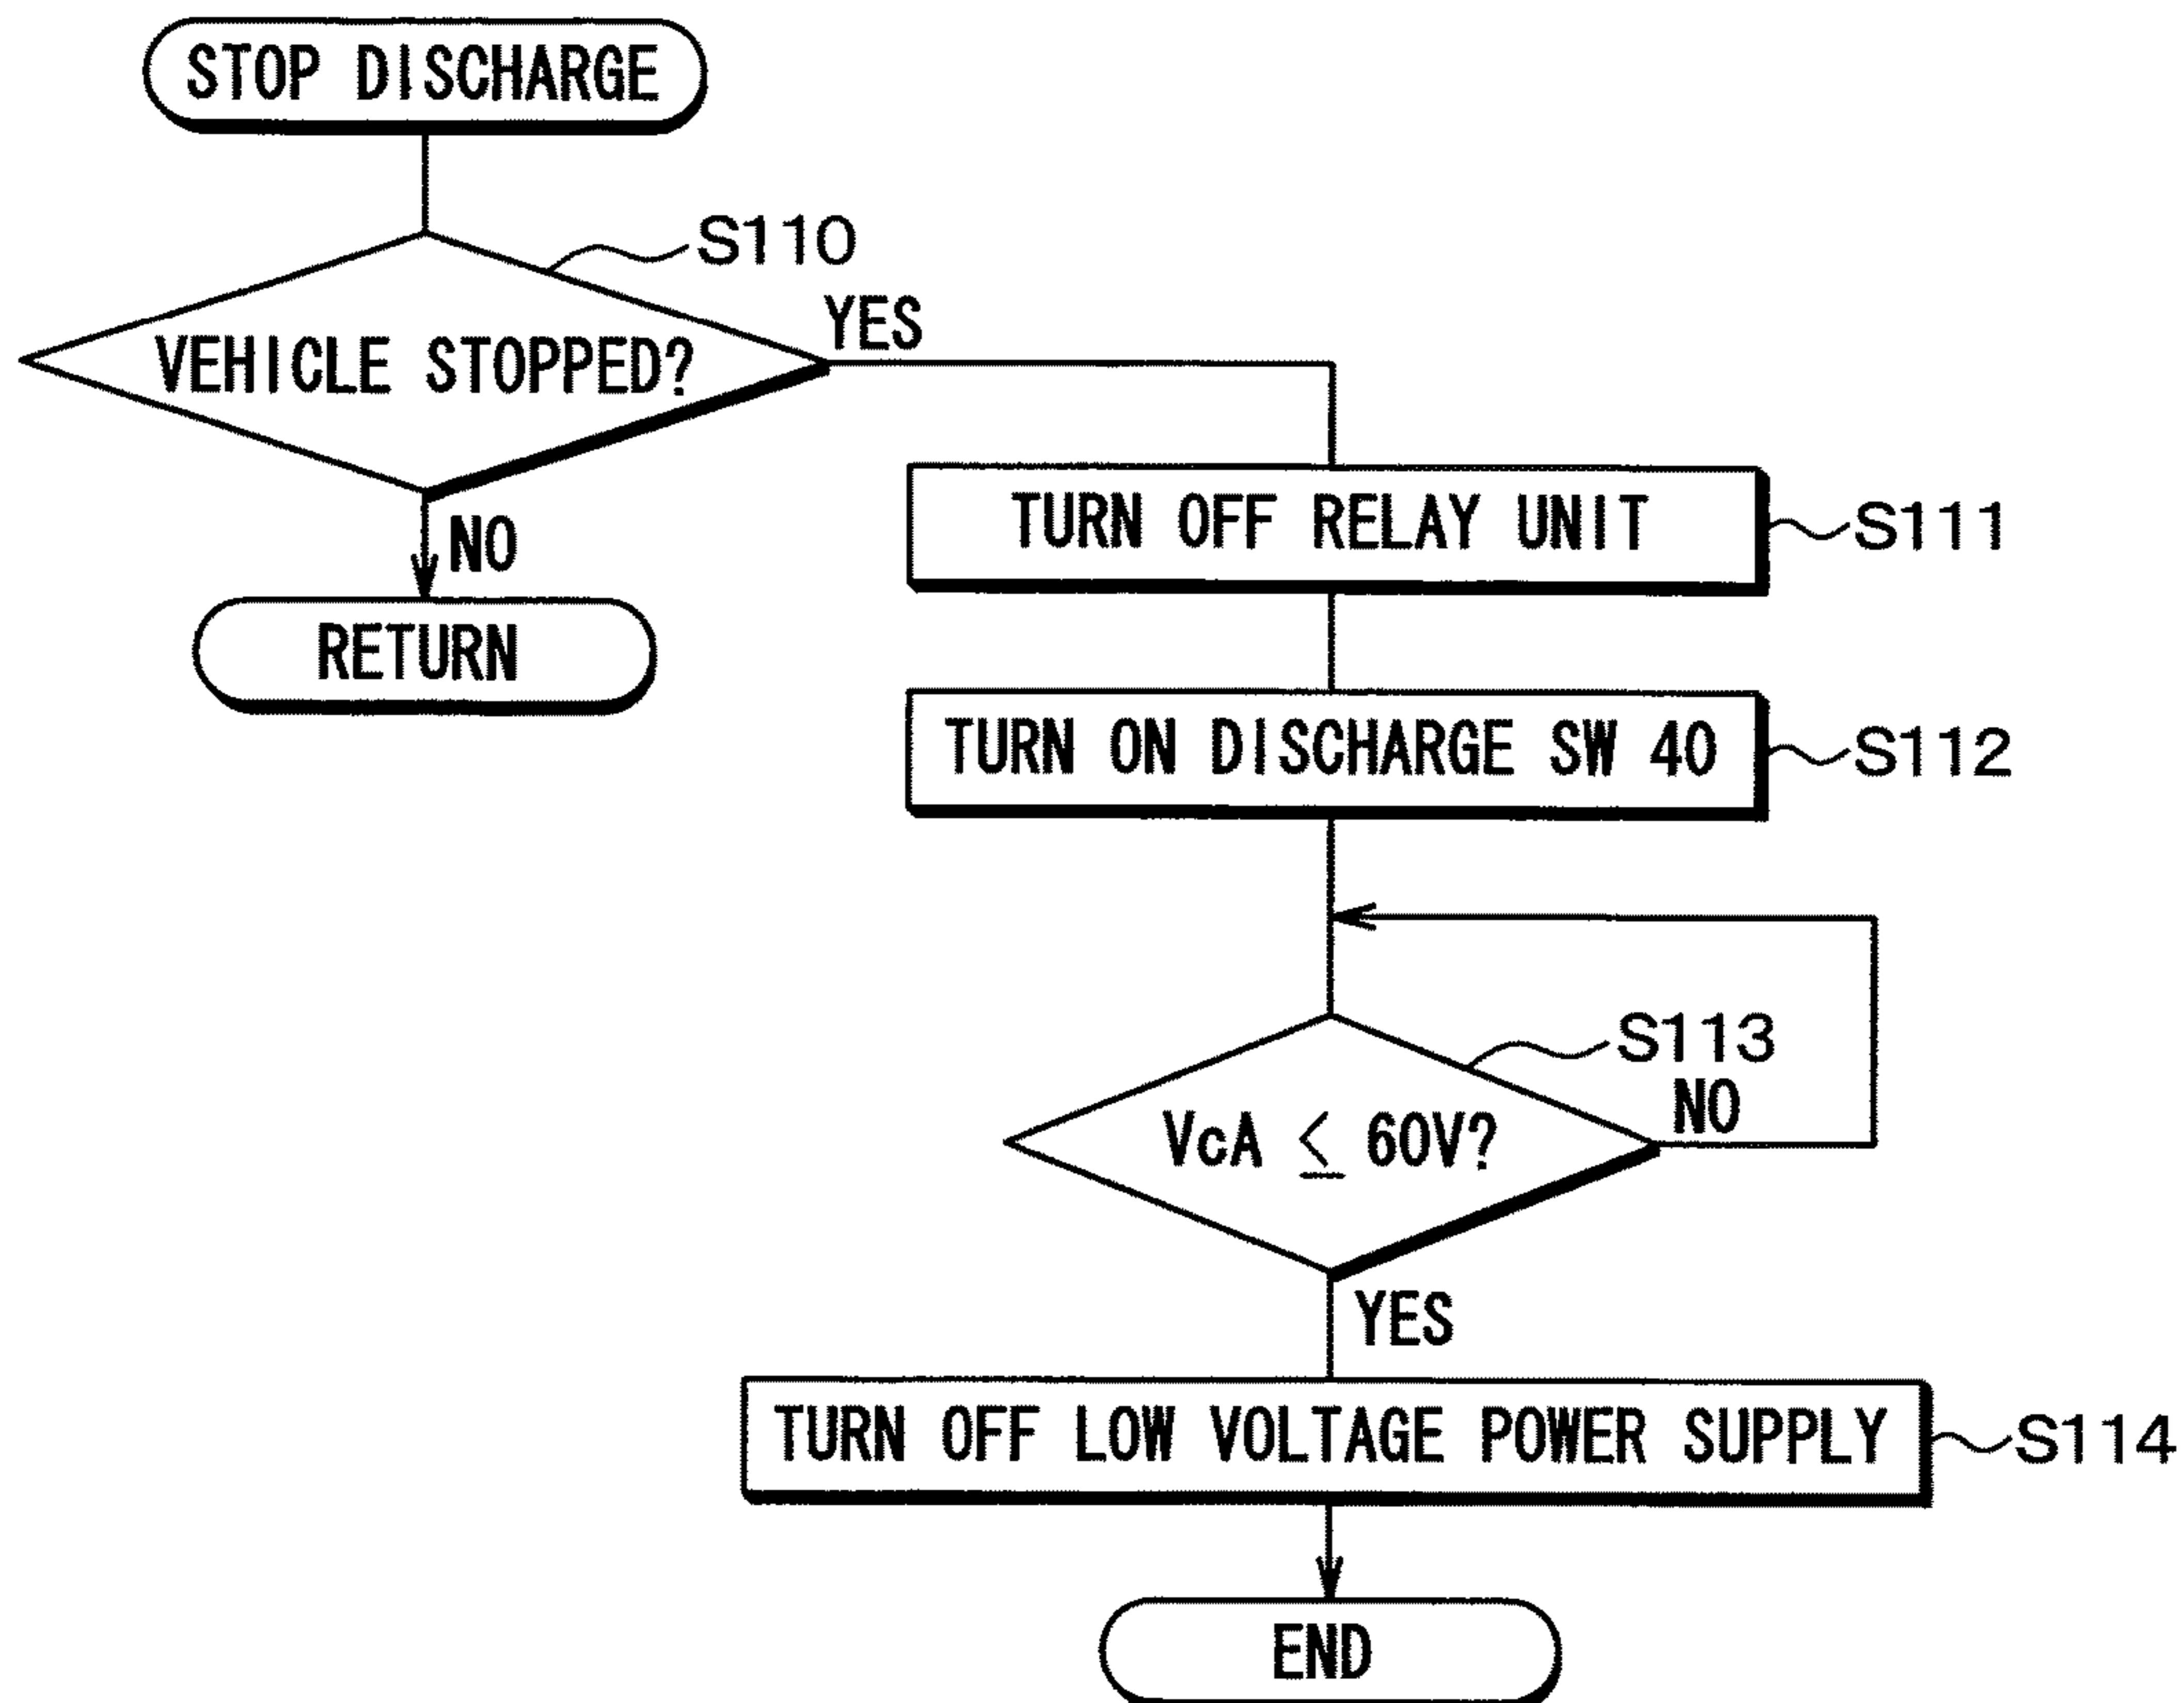 STOP DISCHARGE
S110
VEHICLE STOPPED?
YES
NO
RETURN
TURN OFF RELAY UNIT
S111
TURN ON DISCHARGE SW 40
S112
S113
VcA ≤ 60V?
NO
YES
TURN OFF LOW VOLTAGE POWER SUPPLY
S114
END